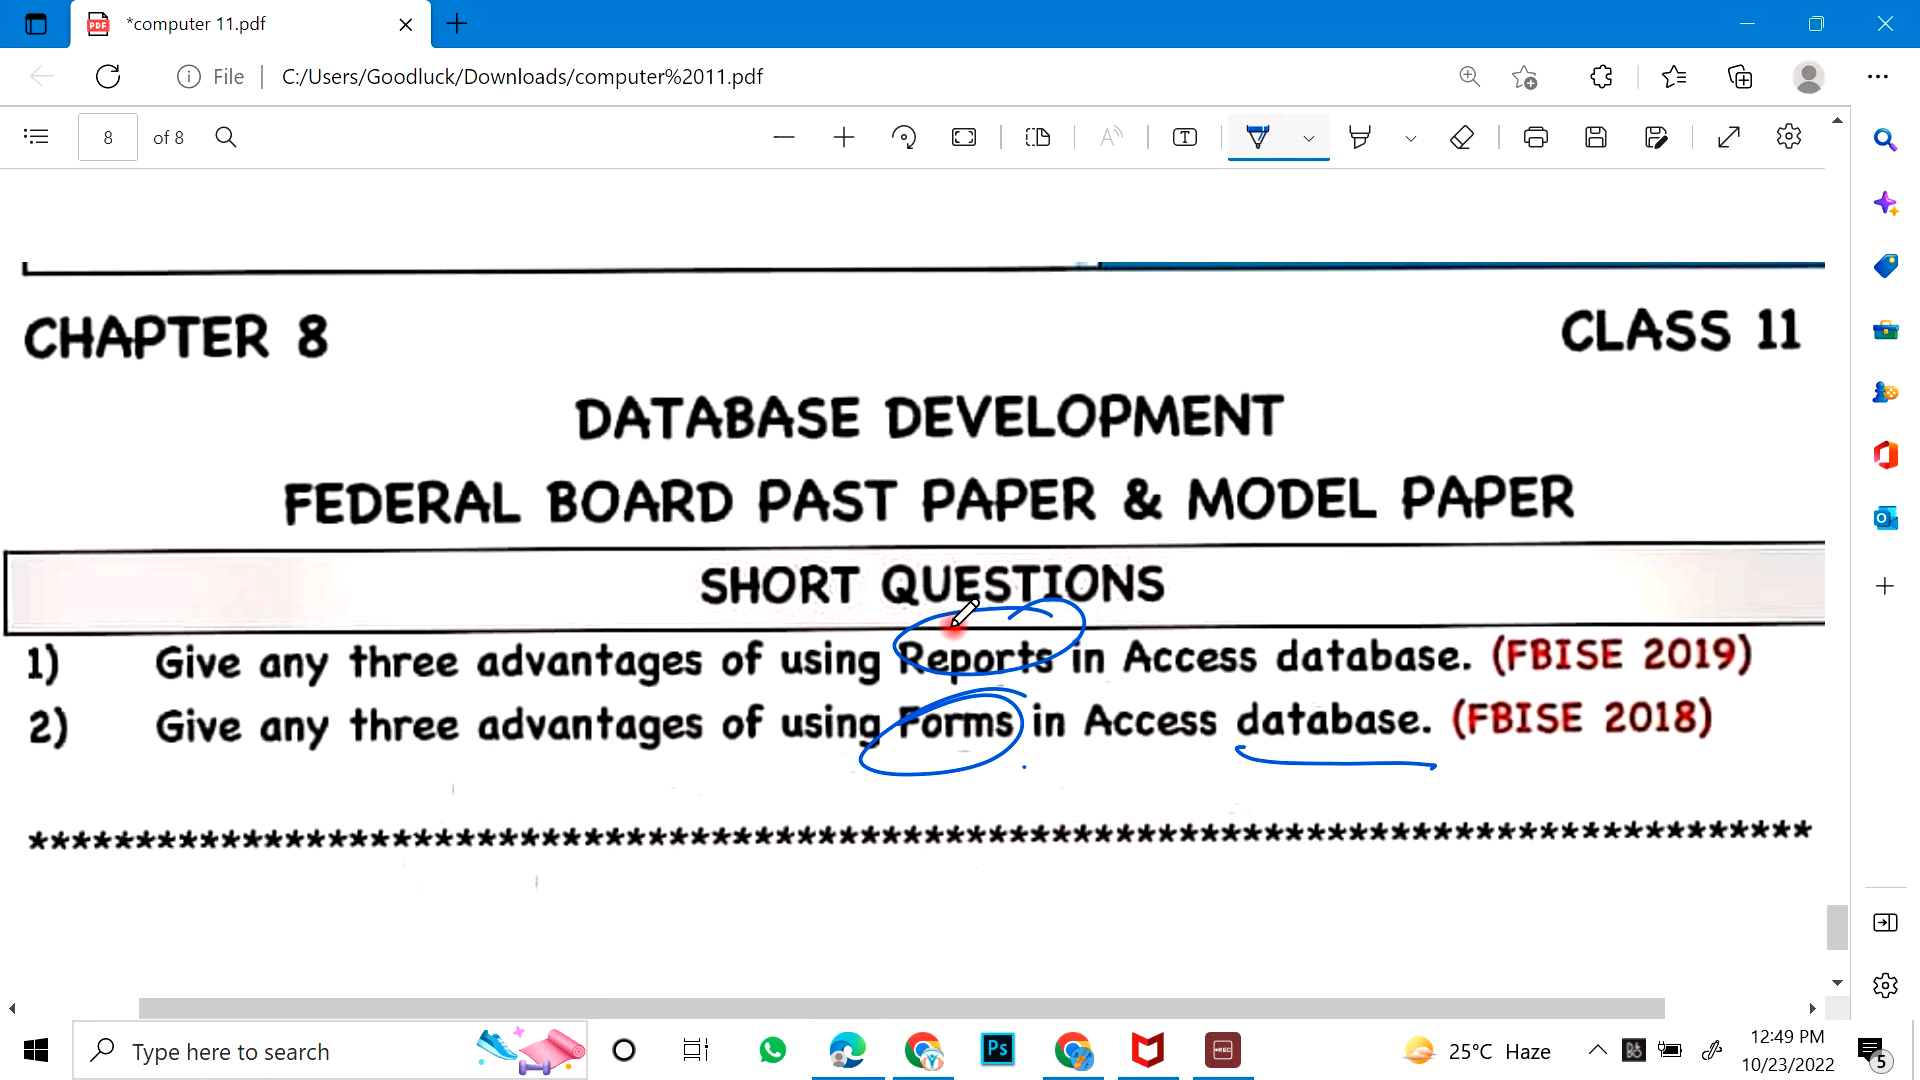 *computer 11.pdf
File
C:/Users/Goodluck/Downloads/computer%2011.pdf
8
of 8
CHAPTER 8
CLASS 11
DATABASE DEVELOPMENT
FEDERAL BOARD PAST PAPER & MODEL PAPER
SHORT QUESTIONS
1) Give any three advantages of using Reports in Access database. (FBISE 2019)
2) Give any three advantages of using Forms in Access database. (FBISE 2018)
************************************************************************************
Type here to search
Ps
25°C Haze
12:49 PM
10/23/2022
5